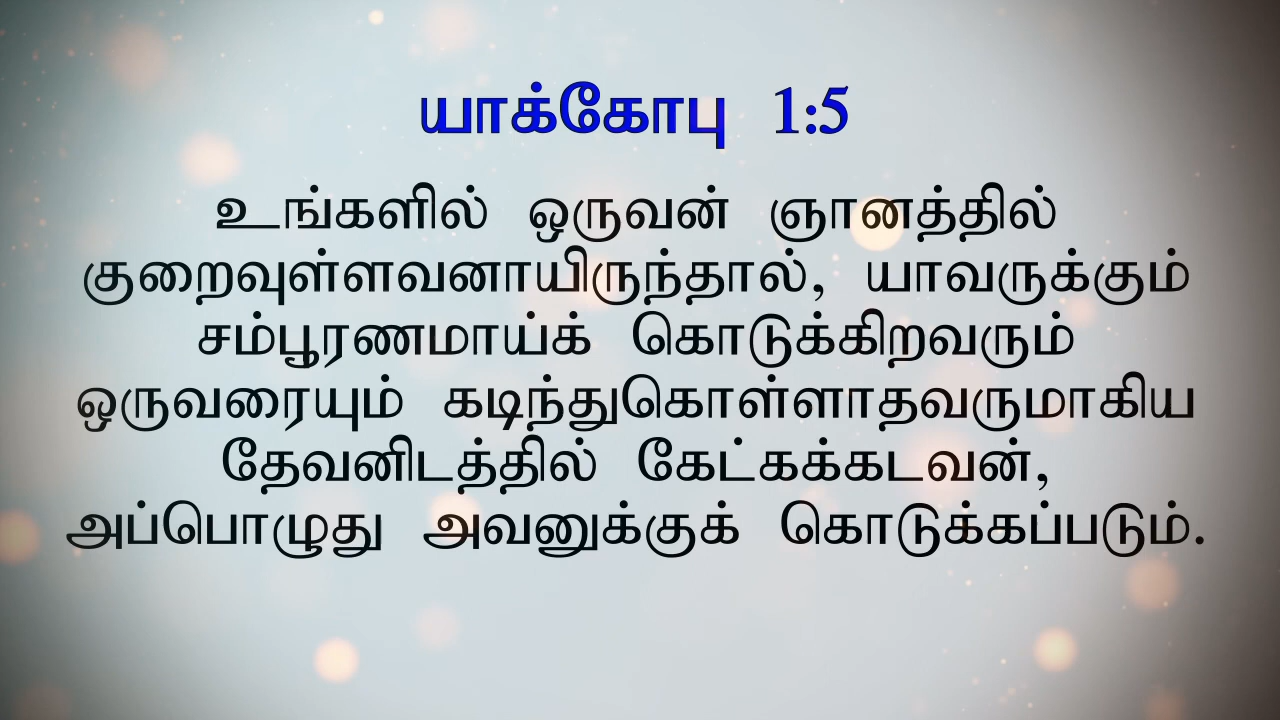 யாக்கோபு 1:5
உங்களில் ஒருவன் ஞானத்தில்
குறைவுள்ளவனாயிருந்தால், யாவருக்கும்
சம்பூரணமாய்க் கொடுக்கிறவரும்
ஒருவரையும் கடிந்துகொள்ளாதவருமாகிய
தேவனிடத்தில் கேட்கக்கடவன்,
அப்பொழுது அவனுக்குக் கொடுக்கப்படும்.